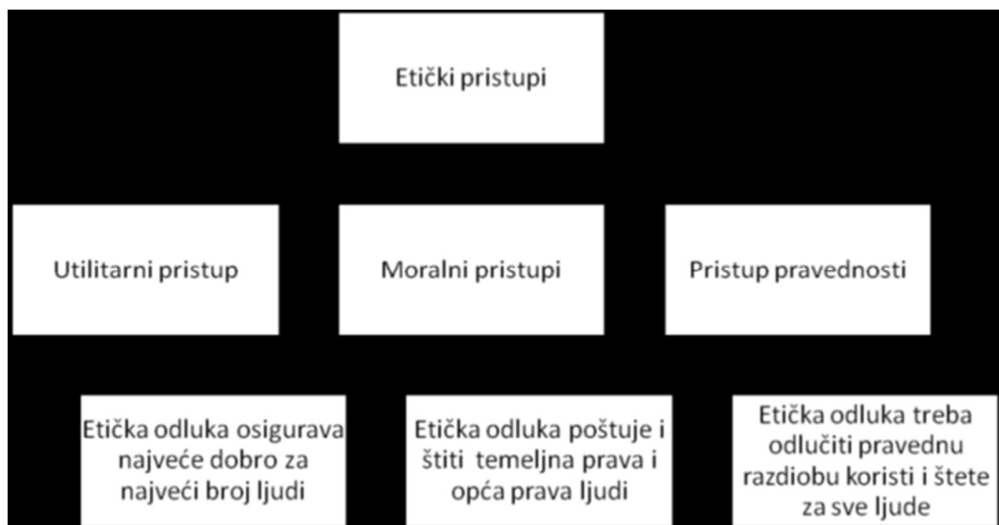 Etički pristupi
Utilitarni pristup
Moralni pristupi
Pristup pravednosti
Etička odluka osigurava
najveće dobro za
najveći broj ljudi
Etička odluka poštuje i
štiti temeljna prava i
opća prava ljudi
Etička odluka treba
odlučiti pravednu
razdiobu koristi i štete
za sve ljude